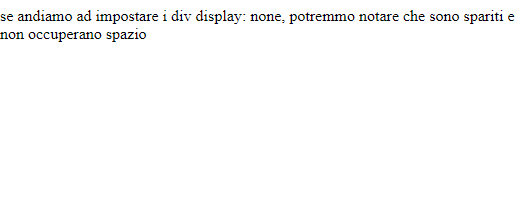 se andiamo ad impostare i div display: none, potremmo notare che sono spariti e
non occuperano spazio